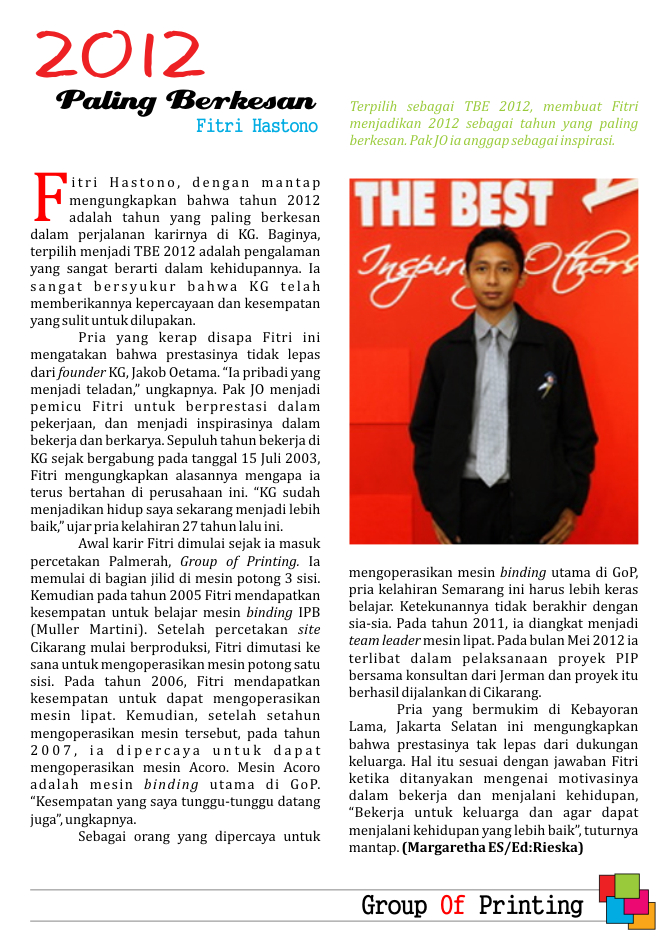 2012
Paling Berkesan
Fitri Hastono
Terpilih sebagai TBE 2012, membuat Fitri
menjadikan 2012 sebagai tahun yang paling
berkesan. Pak JO ia anggap sebagai inspirasi.
Fitri Hastono, dengan mantap
mengungkapkan bahwa tahun 2012
adalah tahun yang paling berkesan
dalam perjalanan karirnya di KG. Baginya,
terpilih menjadi TBE 2012 adalah pengalaman
yang sangat berarti dalam kehidupannya. Ia
sangat bersyukur bahwa KG telah
memberikannya kepercayaan dan kesempatan
yang sulit untuk dilupakan.
Pria yang kerap disapa Fitri ini
mengatakan bahwa prestasinya tidak lepas
dari founder KG, Jakob Oetama. “Ia pribadi yang
menjadi teladan,” ungkapnya. Pak JO menjadi
pemicu Fitri untuk berprestasi dalam
pekerjaan, dan menjadi inspirasinya dalam
bekerja dan berkarya. Sepuluh tahun bekerja di
KG sejak bergabung pada tanggal 15 Juli 2003,
Fitri mengungkapkan alasannya mengapa ia
terus bertahan di perusahaan ini. “KG sudah
menjadikan hidup saya sekarang menjadi lebih
baik,” ujar pria kelahiran 27 tahun lalu ini.
Awal karir Fitri dimulai sejak ia masuk
percetakan Palmerah, Group of Printing. Ia
memulai di bagian jilid di mesin potong 3 sisi.
Kemudian pada tahun 2005 Fitri mendapatkan
kesempatan untuk belajar mesin binding IPB
(Muller Martini). Setelah percetakan site
Cikarang mulai berproduksi, Fitri dimutasi ke
sana untuk mengoperasikan mesin potong satu
sisi. Pada tahun 2006, Fitri mendapatkan
kesempatan untuk dapat mengoperasikan
mesin lipat. Kemudian, setelah setahun
mengoperasikan mesin tersebut, pada tahun
2007, ia dipercaya untuk dapat
mengoperasikan mesin Acoro. Mesin Acoro
adalah mesin binding utama di GoP.
“Kesempatan yang saya tunggu-tunggu datang
juga”, ungkapnya.
Sebagai orang yang dipercaya untuk
THE BEST
Inspiring Others
mengoperasikan mesin binding utama di GoP,
pria kelahiran Semarang ini harus lebih keras
belajar. Ketekunannya tidak berakhir dengan
sia-sia. Pada tahun 2011, ia diangkat menjadi
team leader mesin lipat. Pada bulan Mei 2012 ia
terlibat dalam pelaksanaan proyek PIP
bersama konsultan dari Jerman dan proyek itu
berhasil dijalankan di Cikarang.
Pria yang bermukim di Kebayoran
Lama, Jakarta Selatan ini mengungkapkan
bahwa prestasinya tak lepas dari dukungan
keluarga. Hal itu sesuai dengan jawaban Fitri
ketika ditanyakan mengenai motivasinya
dalam bekerja dan menjalani kehidupan,
“Bekerja untuk keluarga dan agar dapat
menjalani kehidupan yang lebih baik”, tuturnya
mantap. (Margaretha ES/Ed:Rieska)
Group Of Printing